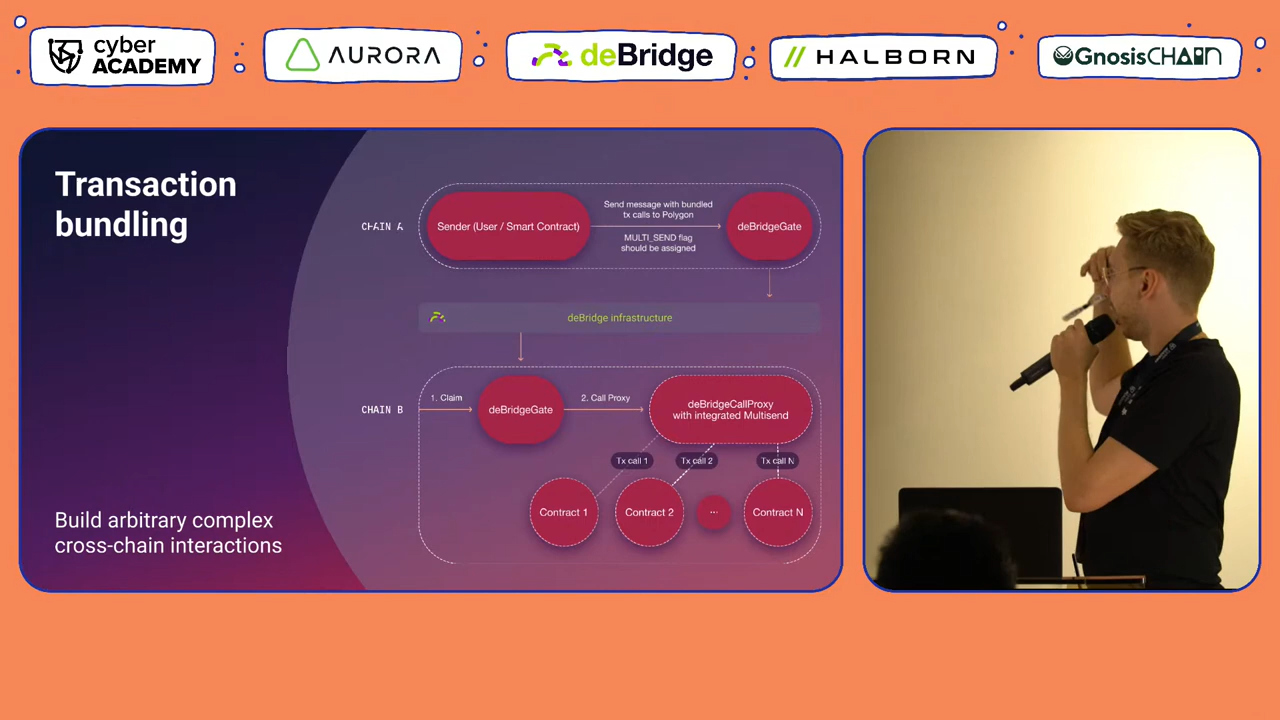 cyber
ACADEMY
AURORA
deBridge
HALBORN
GnosisCHAIN
Transaction
bundling
CHAIN A
Sender (User / Smart Contract)
Send message with bundled
tx calls to Polygon
MULTI_SEND flag
should be assigned
deBridgeGate
deBridge infrastructure
CHAIN B
1. Claim
deBridgeGate
2. Call Proxy
deBridgeCallProxy
with integrated Multisend
Tx call 1
Tx call 2
Tx call N
Contract 1
Contract 2
...
Contract N
Build arbitrary complex
cross-chain interactions